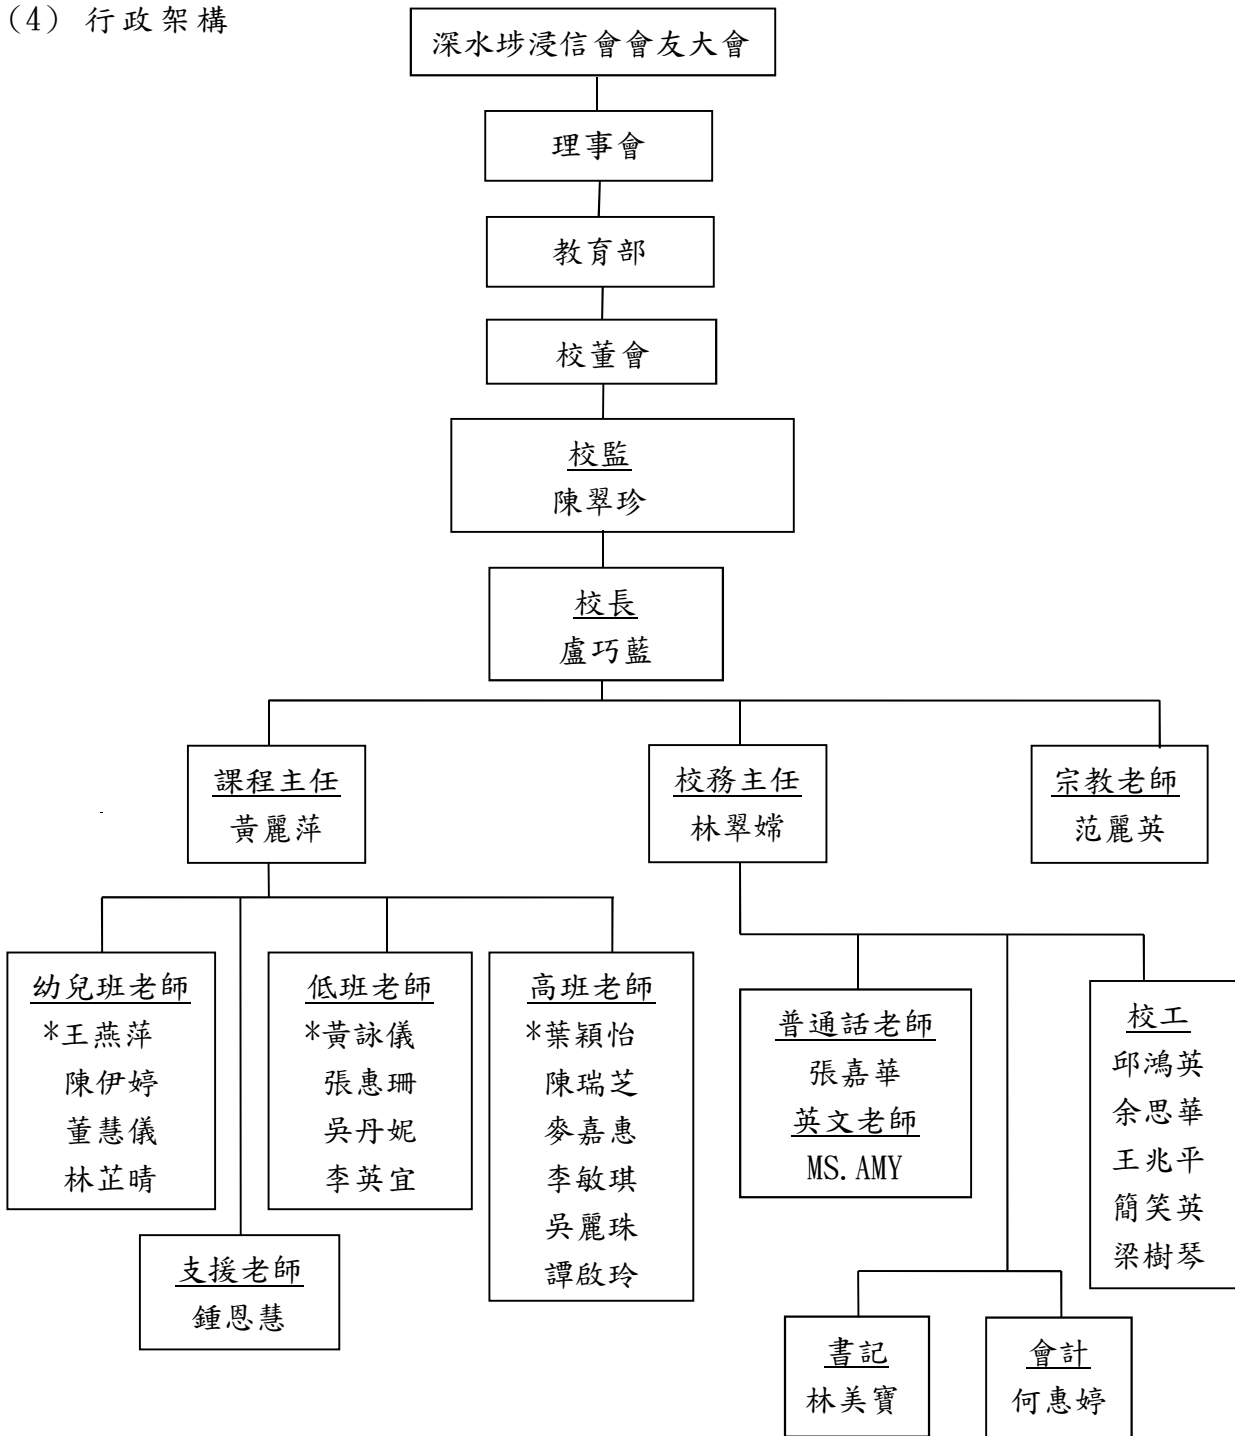 (4) 行政架構
深水埗浸信會會友大會
理事會
教育部
校董會
校監
陳翠珍
校長
盧巧藍
課程主任
黃麗萍
校務主任
林翠嫦
宗教老師
范麗英
幼兒班老師
*王燕萍
陳伊婷
董慧儀
林芷晴
低班老師
*黃詠儀
張惠珊
吳丹妮
李英宜
高班老師
*葉穎怡
陳瑞芝
麥嘉惠
李敏琪
吳麗珠
譚啟玲
普通話老師
張嘉華
英文老師
MS. AMY
校工
邱鴻英
余思華
王兆平
簡笑英
梁樹琴
支援老師
鍾恩慧
書記
林美寶
會計
何惠婷